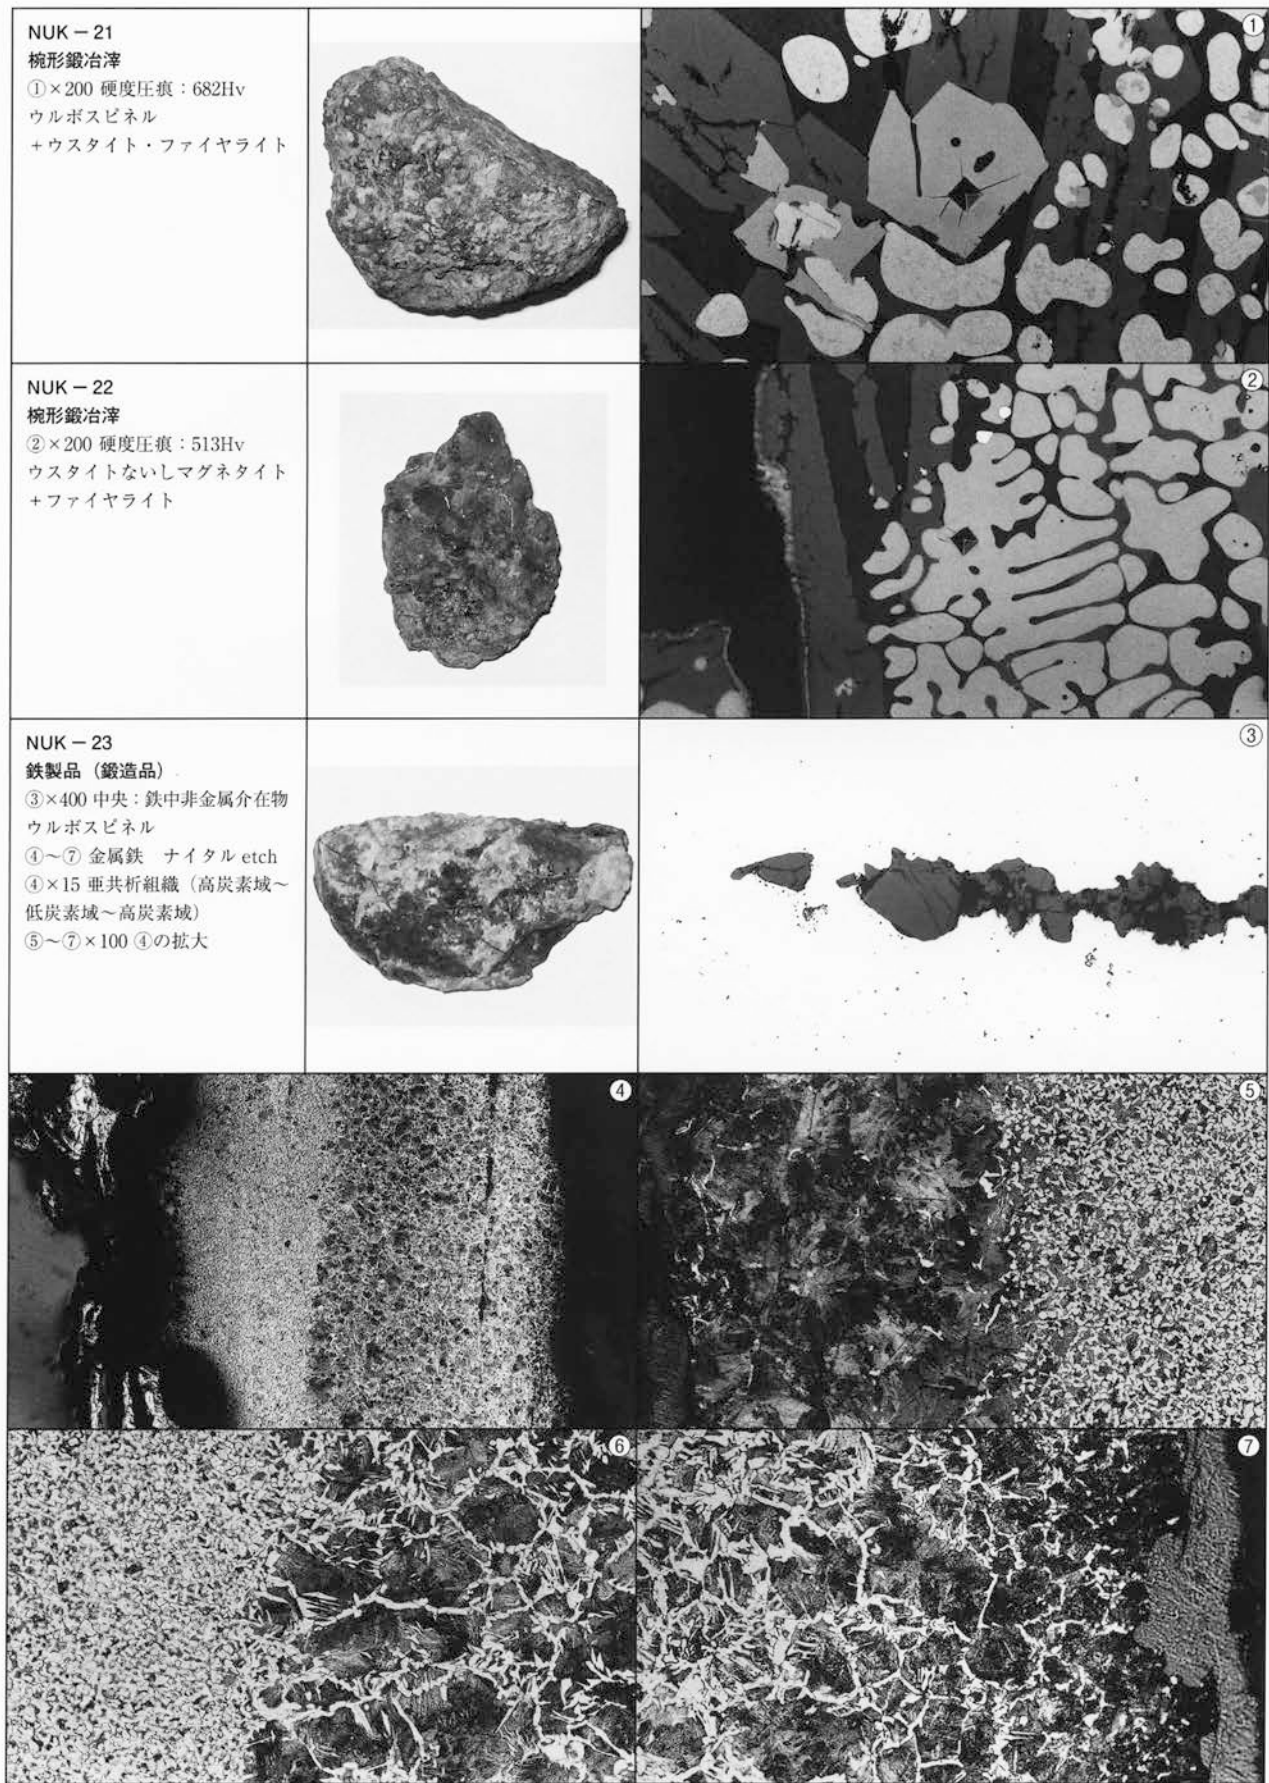 NUK－21
椀形鍛冶滓
①×200 硬度圧痕：682Hv
ウルボスピネル
+ウスタイト・ファイヤライト
①
NUK－22
椀形鍛冶滓
②×200 硬度圧痕：513Hv
ウスタイトないしマグネタイト
+ファイヤライト
②
NUK－23
鉄製品（鍛造品）
③×400 中央：鉄中非金属介在物
ウルボスピネル
④～⑦ 金属鉄　ナイタル etch
④×15 亜共析組織（高炭素域～
低炭素域～高炭素域）
⑤～⑦×100 ④の拡大
③
④
⑤
⑥
⑦